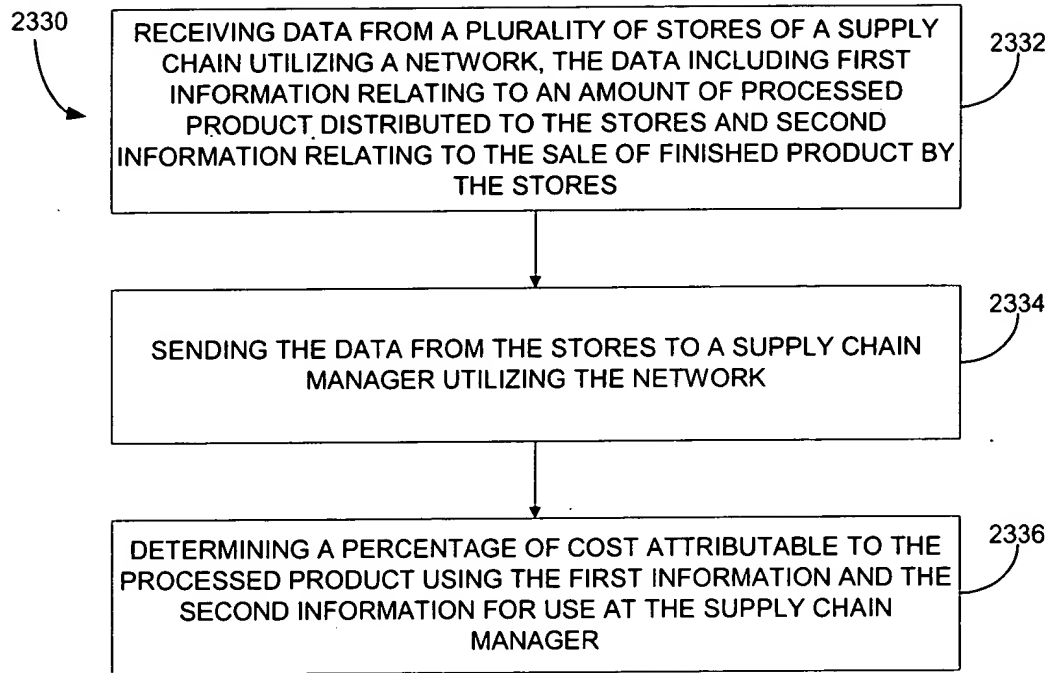 2330
RECEIVING DATA FROM A PLURALITY OF STORES OF A SUPPLY
CHAIN UTILIZING A NETWORK, THE DATA INCLUDING FIRST
INFORMATION RELATING TO AN AMOUNT OF PROCESSED
PRODUCT DISTRIBUTED TO THE STORES AND SECOND
INFORMATION RELATING TO THE SALE OF FINISHED PRODUCT BY
THE STORES
2332
SENDING THE DATA FROM THE STORES TO A SUPPLY CHAIN
MANAGER UTILIZING THE NETWORK
2334
DETERMINING A PERCENTAGE OF COST ATTRIBUTABLE TO THE
PROCESSED PRODUCT USING THE FIRST INFORMATION AND THE
SECOND INFORMATION FOR USE AT THE SUPPLY CHAIN
MANAGER
2336